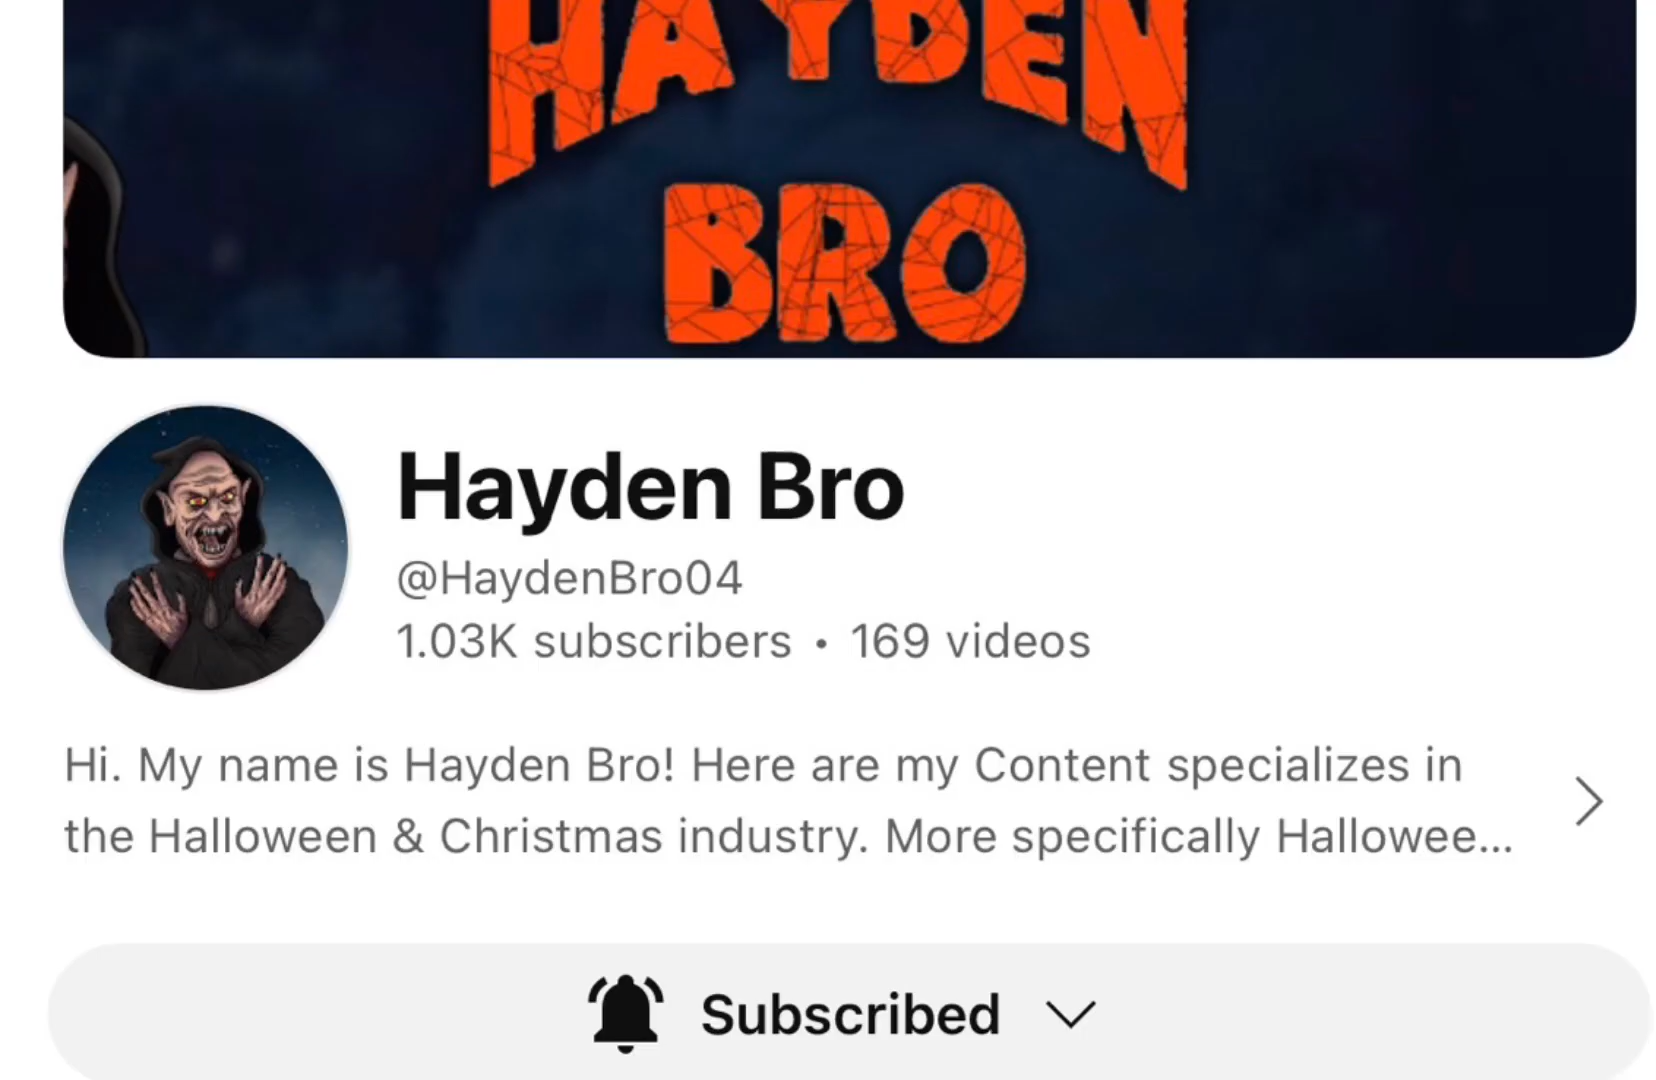 HAYDEN
BRO
Hayden Bro
@HaydenBro04
1.03K subscribers • 169 videos
Hi. My name is Hayden Bro! Here are my Content specializes in
the Halloween & Christmas industry. More specifically Hallowee...
Subscribed